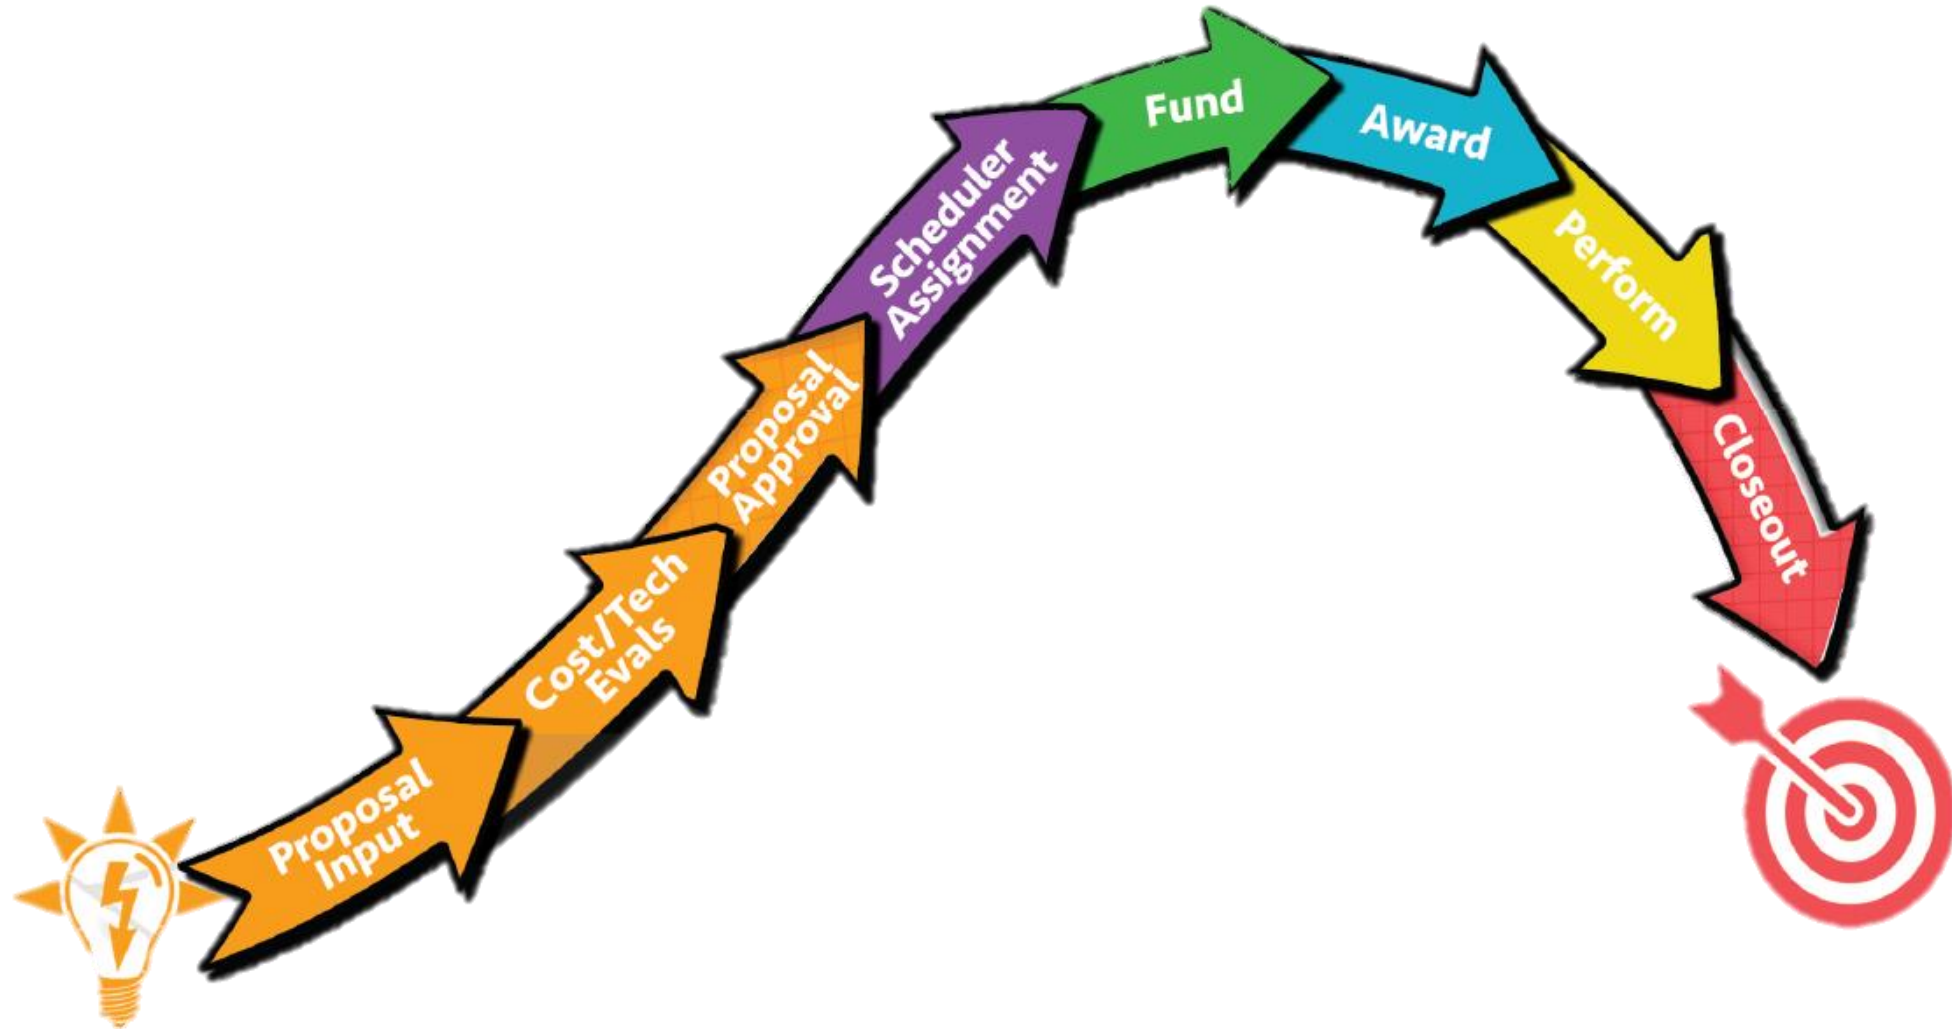 Proposal
Input
Cost/Tech
Evals
Proposal
Approval
Scheduler
Assignment
Fund
Award
Perform
Closeout